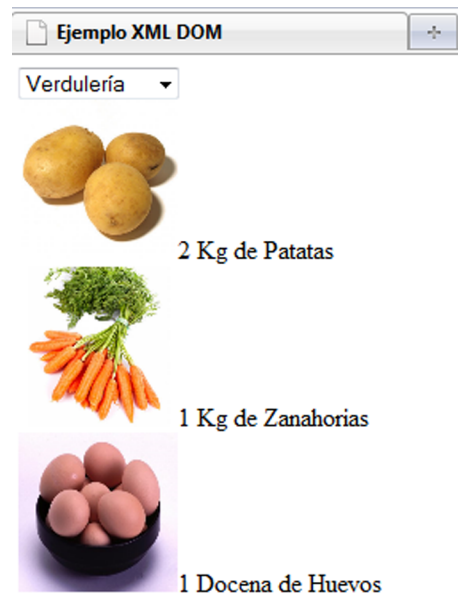 Ejemplo XML DOM
Verdulería
2 Kg de Patatas
1 Kg de Zanahorias
1 Docena de Huevos